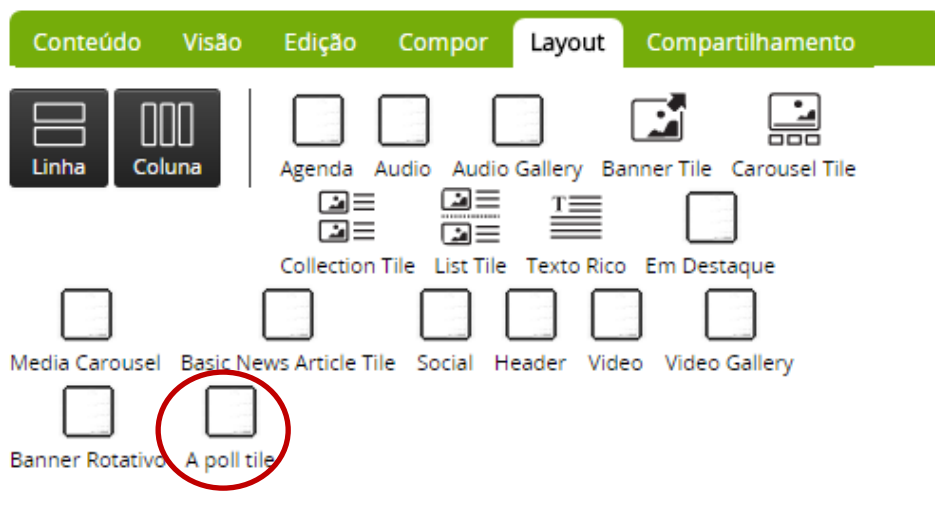 Conteúdo Visão Edição Compor Layout Compartilhamento
Linha Coluna Agenda Audio Audio Gallery Banner Tile Carousel Tile
Collection Tile List Tile Texto Rico Em Destaque
Media Carousel Basic News Article Tile Social Header Video Video Gallery
Banner Rotativo A poll tile